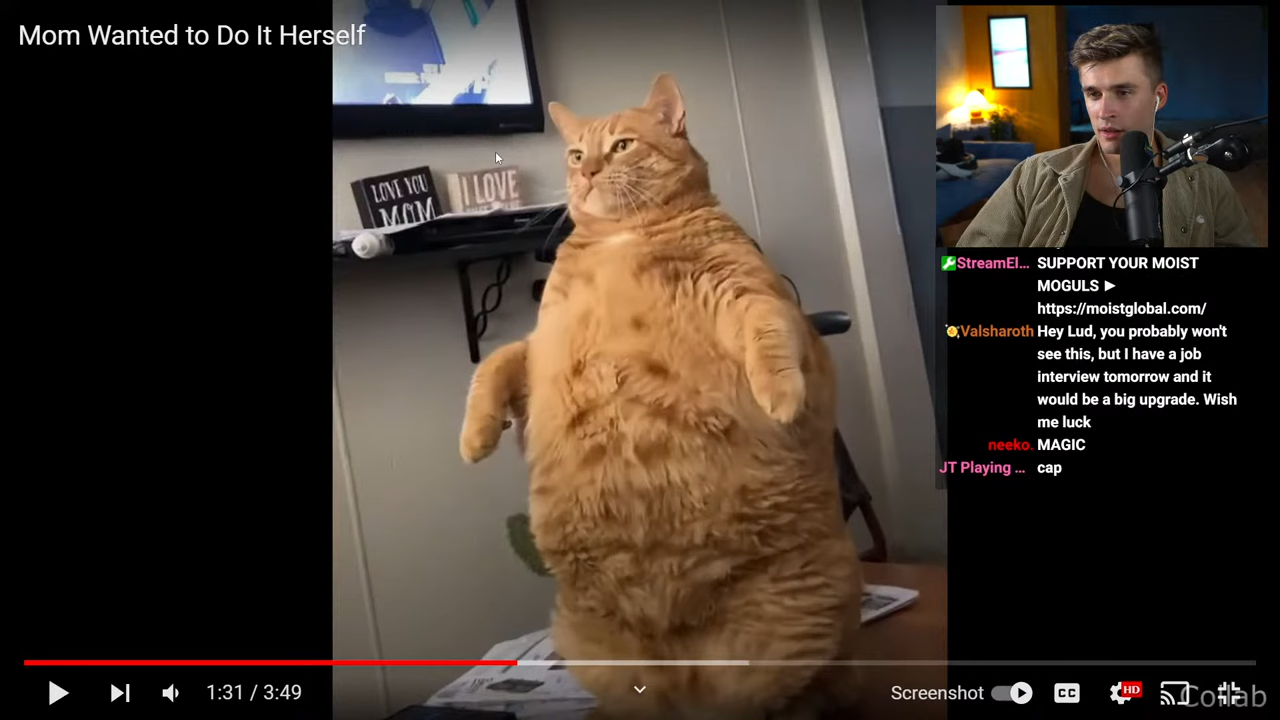 Mom Wanted to Do It Herself
LOVE YOU
MOM
I LOVE
StreamEl... SUPPORT YOUR MOIST
MOGULS ►
https://moistglobal.com/
Valsharoth Hey Lud, you probably won't
see this, but I have a job
interview tomorrow and it
would be a big upgrade. Wish
me luck
neeko. MAGIC
JT Playing ... cap
1:31 / 3:49
Screenshot
CC
HD
Collab